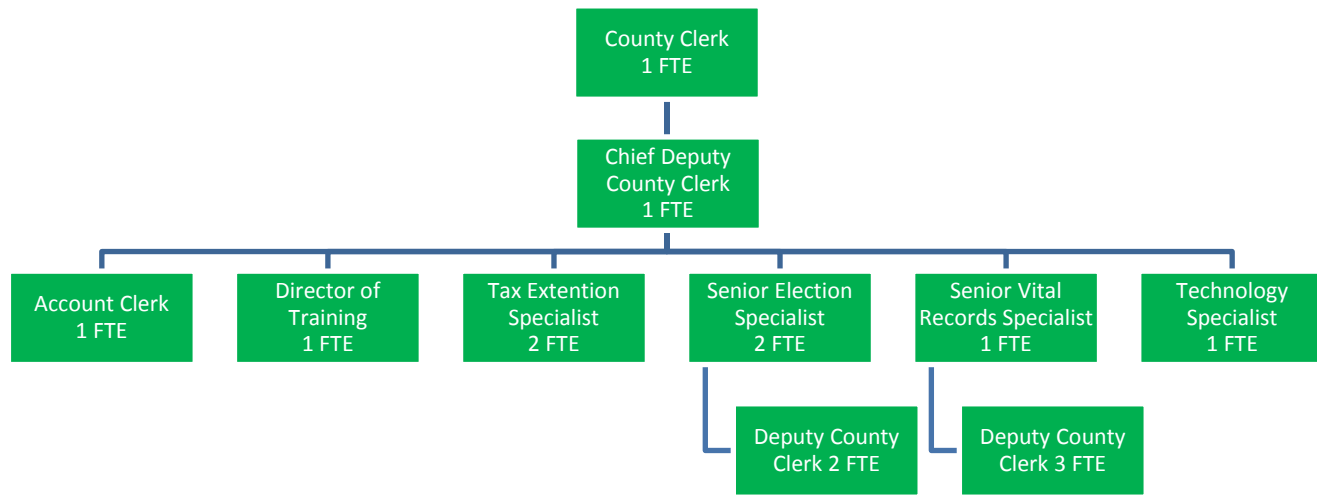 County Clerk
1 FTE
Chief Deputy
County Clerk
1 FTE
Account Clerk
1 FTE
Director of
Training
1 FTE
Tax Extention
Specialist
2 FTE
Senior Election
Specialist
2 FTE
Senior Vital
Records Specialist
1 FTE
Technology
Specialist
1 FTE
Deputy County
Clerk 2 FTE
Deputy County
Clerk 3 FTE